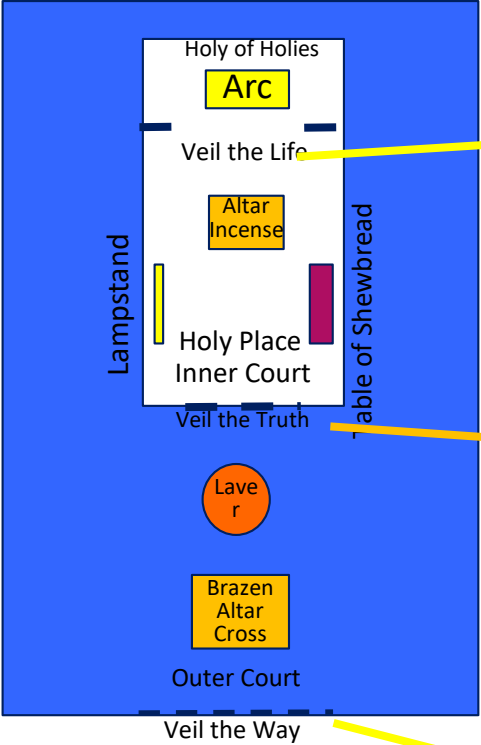 Holy of Holies
Arc
Veil the Life
Altar
Incense
Lampstand
Table of Shewbread
Holy Place
Inner Court
Veil the Truth
Lave
r
Brazen
Altar
Cross
Outer Court
Veil the Way